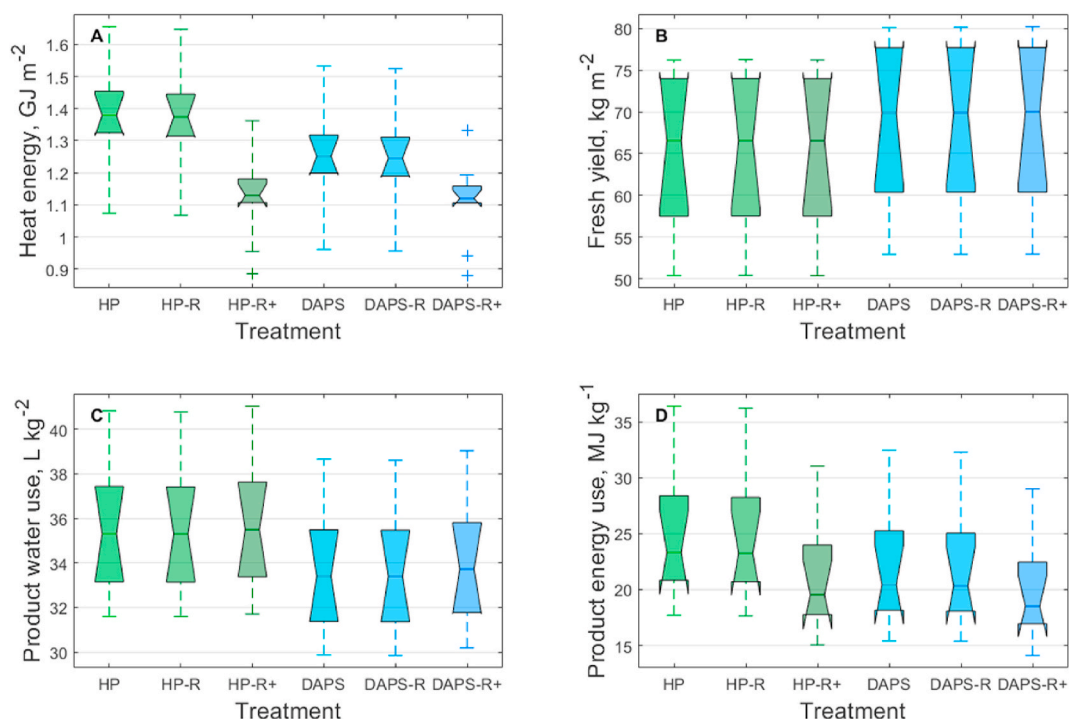 A
Heat energy, GJ m-2
1.6
1.5
1.4
1.3
1.2
1.1
1
0.9
HP HP-R HP-R+ DAPS DAPS-R DAPS-R+
Treatment
B
Fresh yield, kg m-2
80
75
70
65
60
55
50
HP HP-R HP-R+ DAPS DAPS-R DAPS-R+
Treatment
C
Product water use, L kg-2
40
38
36
34
32
30
HP HP-R HP-R+ DAPS DAPS-R DAPS-R+
Treatment
D
Product energy use, MJ kg-1
35
30
25
20
15
HP HP-R HP-R+ DAPS DAPS-R DAPS-R+
Treatment